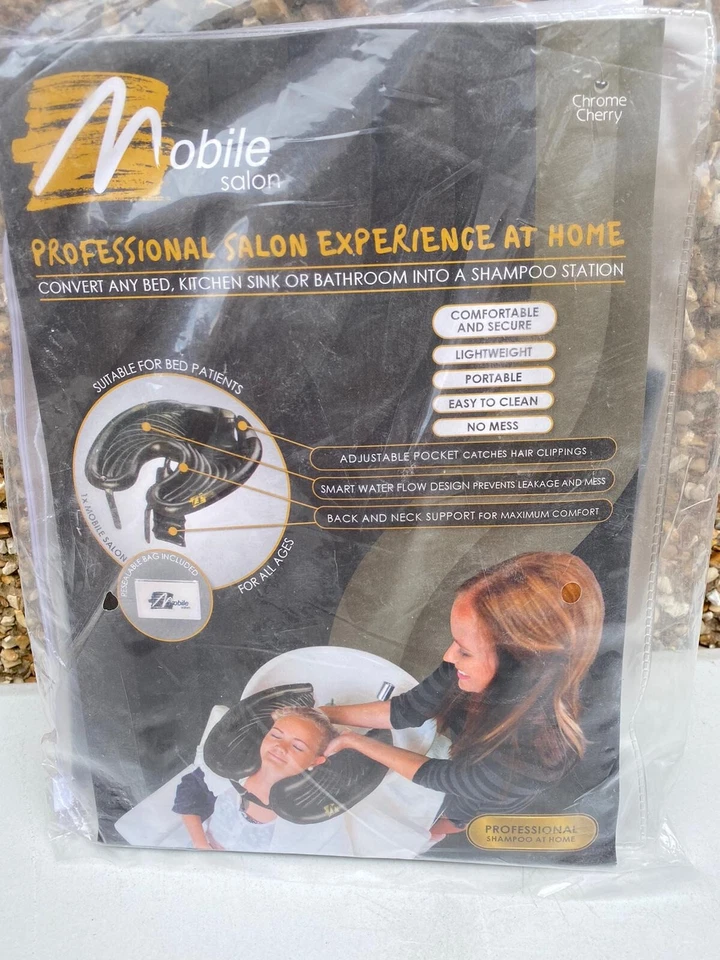 Chrome
Cherry
Mobile
salon
PROFESSIONAL SALON EXPERIENCE AT HOME
CONVERT ANY BED, KITCHEN SINK OR BATHROOM INTO A SHAMPOO STATION
COMFORTABLE
AND SECURE
LIGHTWEIGHT
PORTABLE
EASY TO CLEAN
NO MESS
SUITABLE FOR BED PATIENTS
ADJUSTABLE POCKET CATCHES HAIR CLIPPINGS
SMART WATER FLOW DESIGN PREVENTS LEAKAGE AND MESS
BACK AND NECK SUPPORT FOR MAXIMUM COMFORT
1x MOBILE SALON
FOR ALL AGES
RESEALABLE BAG INCLUDED
Mobile
salon
PROFESSIONAL
SHAMPOO AT HOME